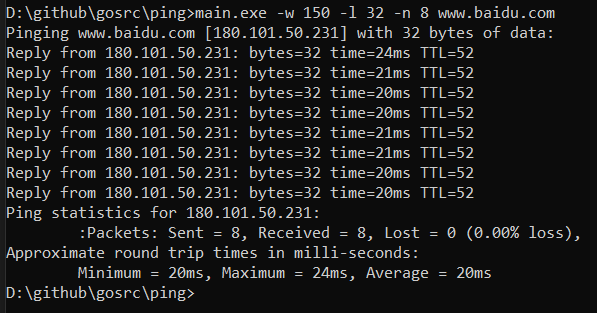 D:\github\gosrc\ping>main.exe -w 150 -l 32 -n 8 www.baidu.com
Pinging www.baidu.com [180.101.50.231] with 32 bytes of data:
Reply from 180.101.50.231: bytes=32 time=24ms TTL=52
Reply from 180.101.50.231: bytes=32 time=21ms TTL=52
Reply from 180.101.50.231: bytes=32 time=20ms TTL=52
Reply from 180.101.50.231: bytes=32 time=20ms TTL=52
Reply from 180.101.50.231: bytes=32 time=21ms TTL=52
Reply from 180.101.50.231: bytes=32 time=21ms TTL=52
Reply from 180.101.50.231: bytes=32 time=20ms TTL=52
Reply from 180.101.50.231: bytes=32 time=20ms TTL=52
Ping statistics for 180.101.50.231:
:Packets: Sent = 8, Received = 8, Lost = 0 (0.00% loss),
Approximate round trip times in milli-seconds:
Minimum = 20ms, Maximum = 24ms, Average = 20ms
D:\github\gosrc\ping>